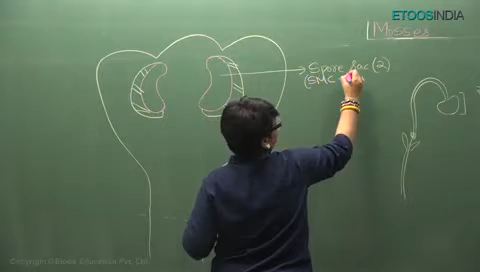 ETOOSINDIA
Mosses
Spore Sac (2)
(SMC
Copyright © Etoos Education Pvt. Ltd.